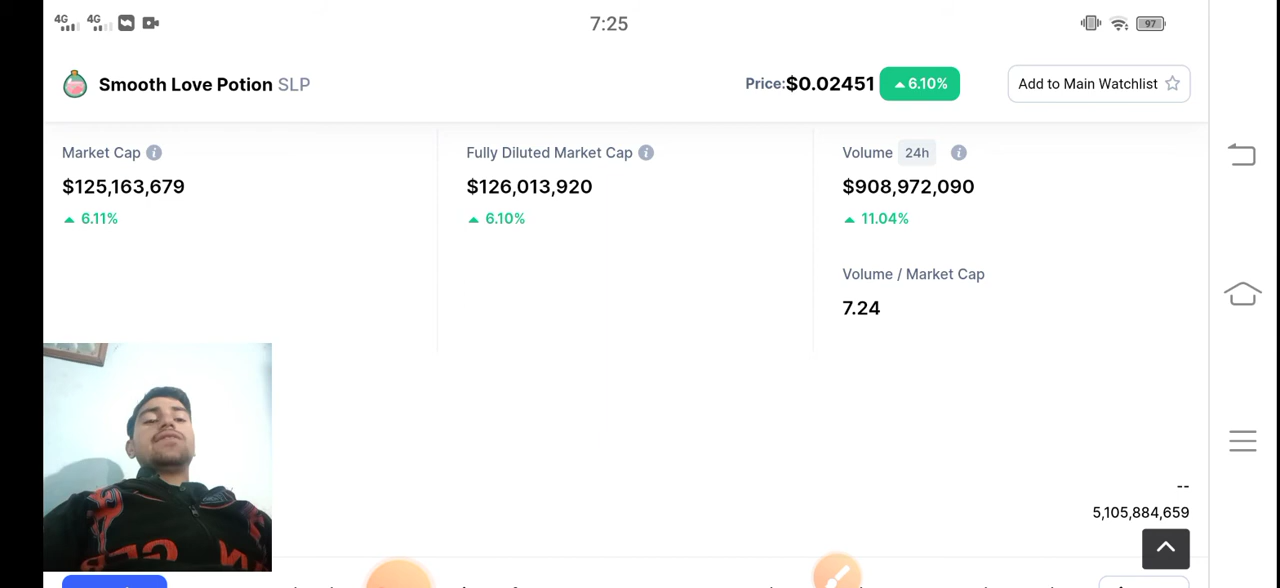 4G 4G 7:25 97
Smooth Love Potion SLP Price:$0.02451 6.10% Add to Main Watchlist
Market Cap Fully Diluted Market Cap Volume 24h
$125,163,679 $126,013,920 $908,972,090
6.11% 6.10% 11.04%
Volume / Market Cap
7.24
--
5,105,884,659